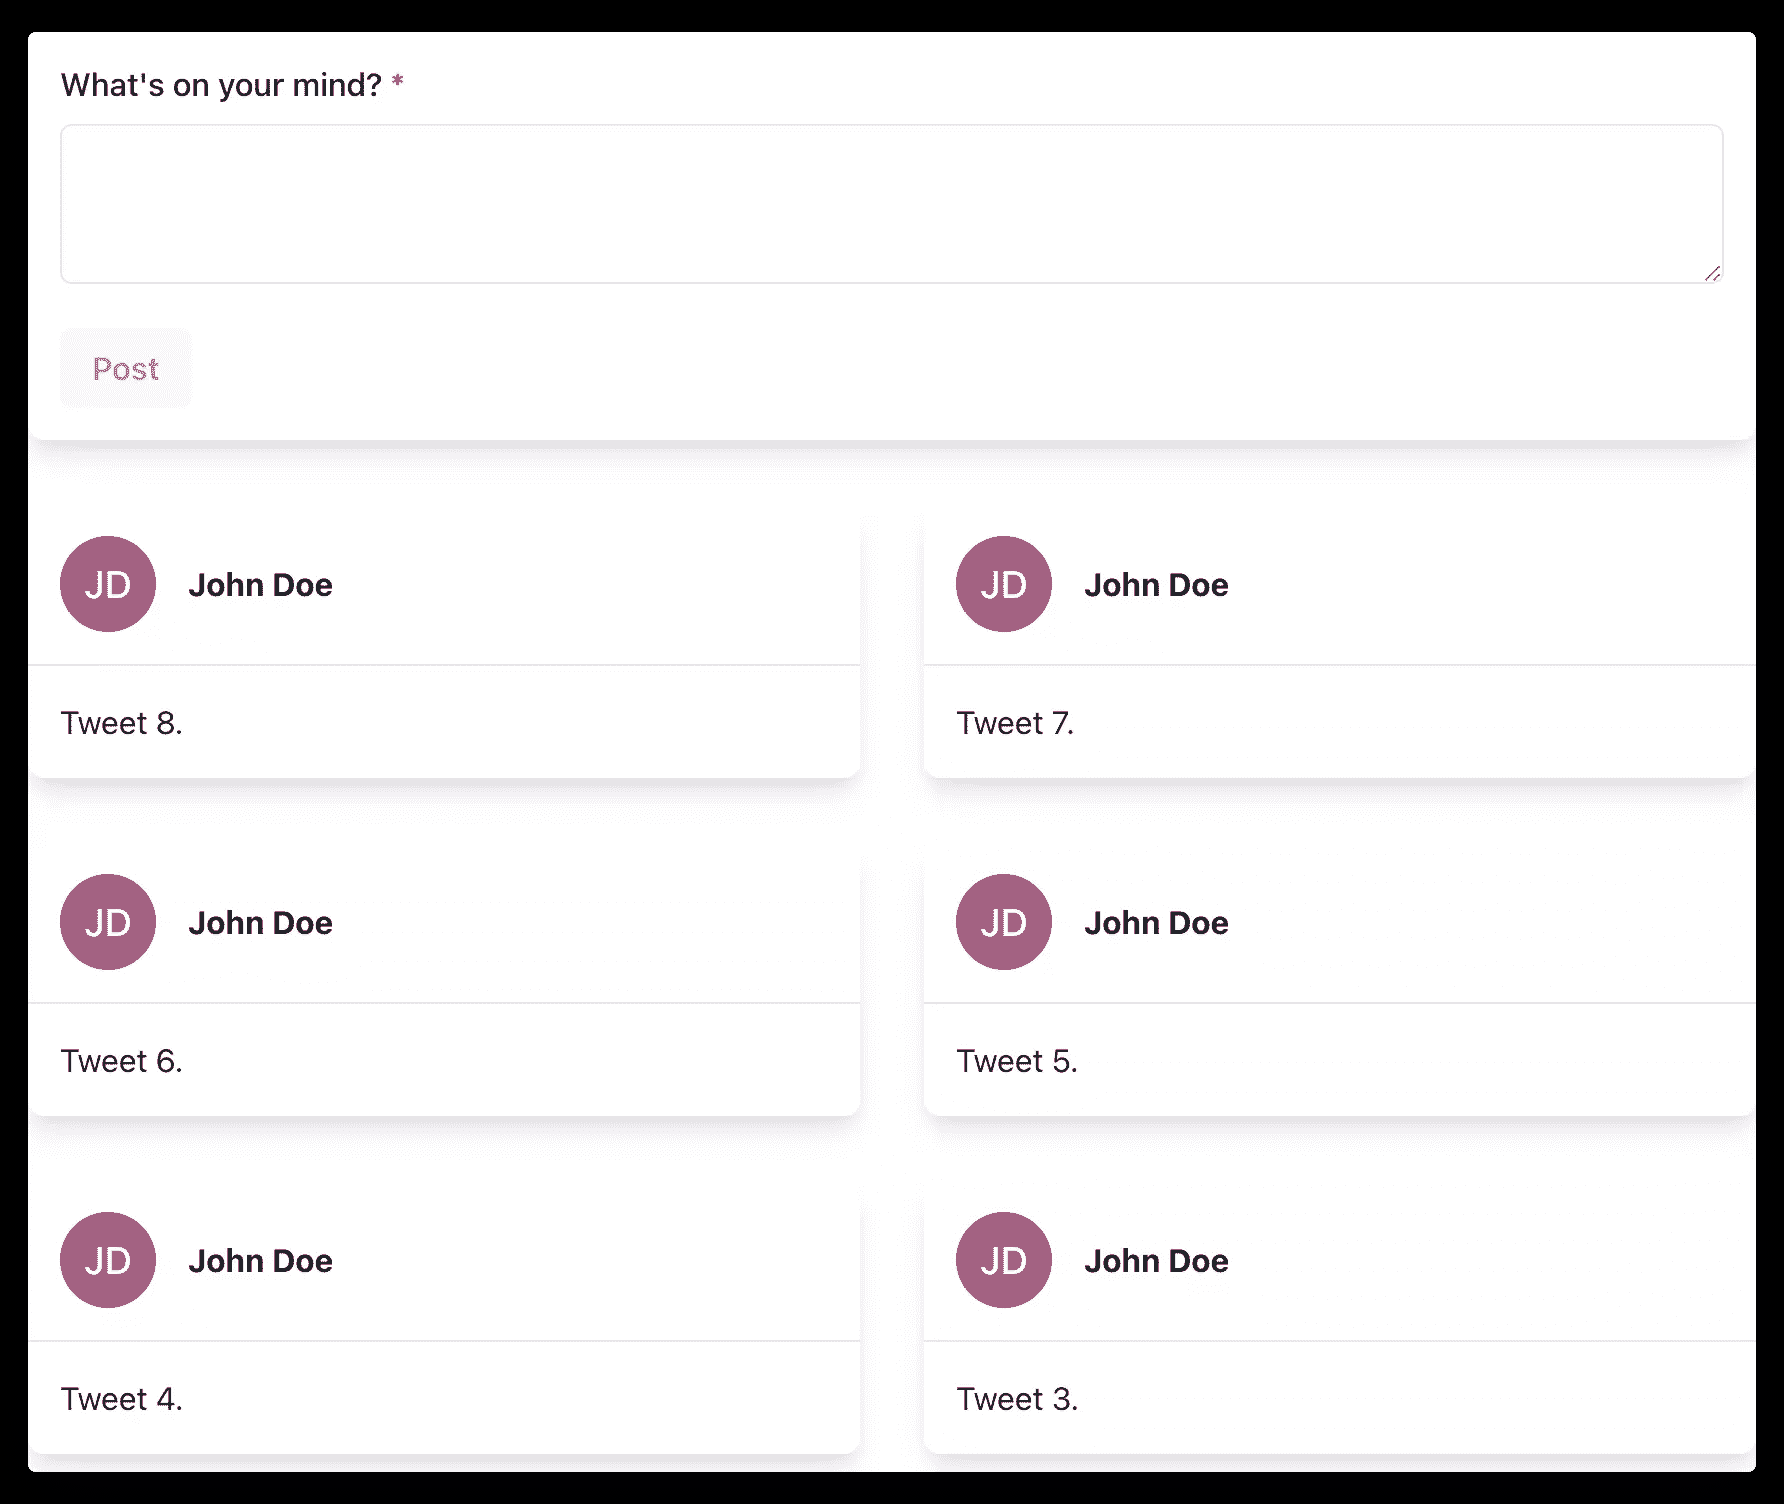 What's on your mind? *
Post
JD John Doe
Tweet 8.
JD John Doe
Tweet 7.
JD John Doe
Tweet 6.
JD John Doe
Tweet 5.
JD John Doe
Tweet 4.
JD John Doe
Tweet 3.